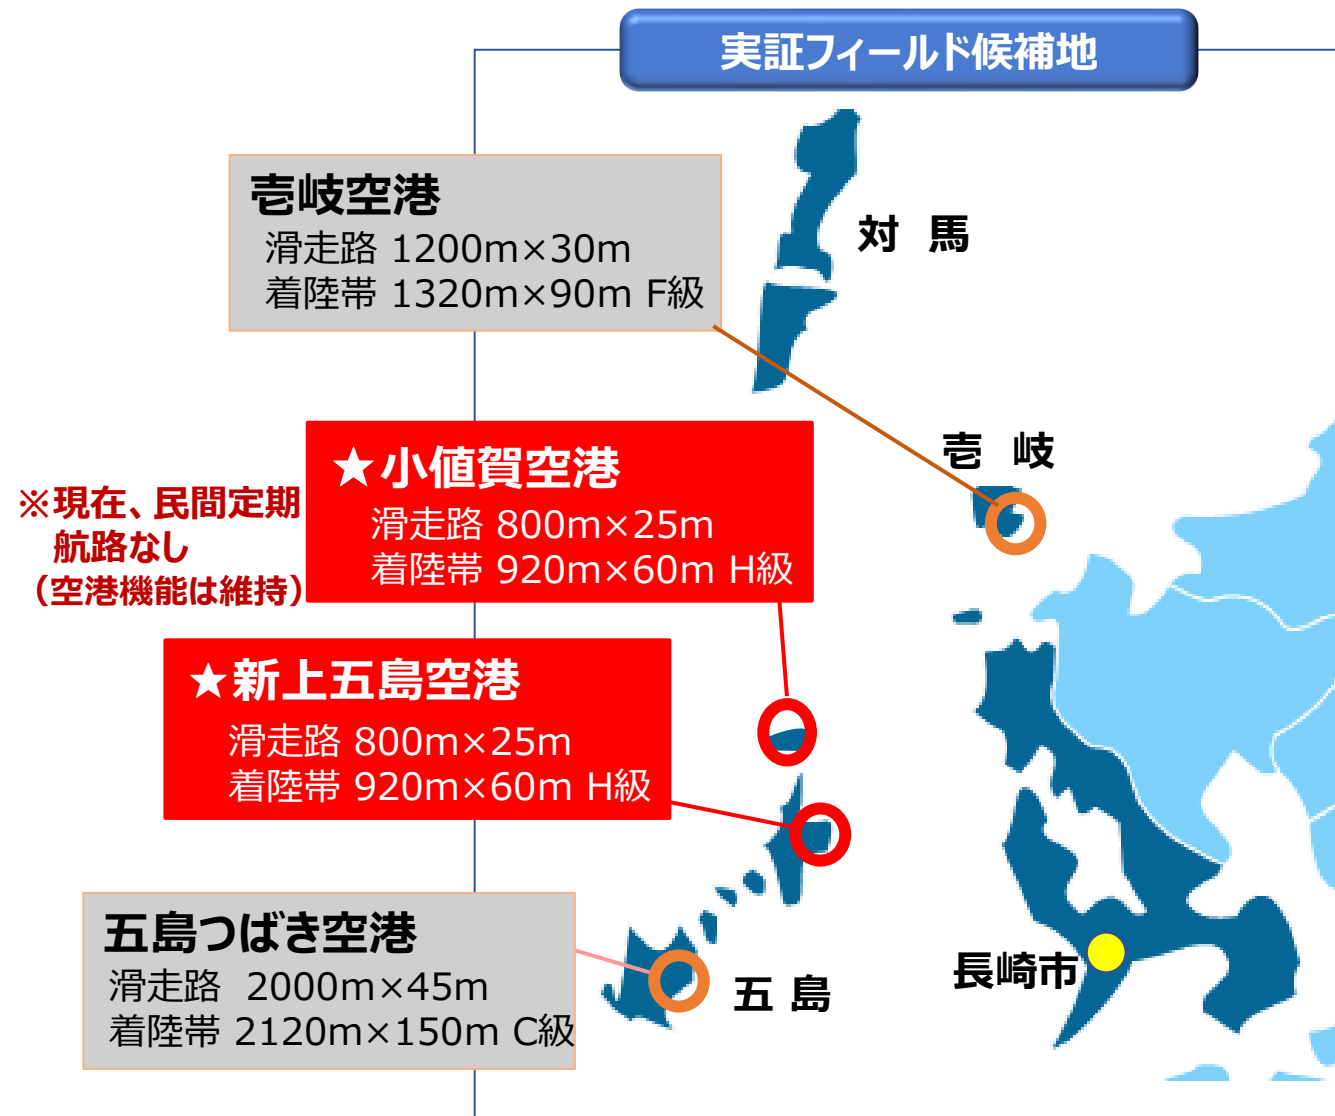 実証フィールド候補地
壱岐空港
滑走路 1200m×30m
着陸帯 1320m×90m F級
対 馬
壱 岐
★小値賀空港
滑走路 800m×25m
着陸帯 920m×60m H級
※現在、民間定期
航路なし
（空港機能は維持）
★新上五島空港
滑走路 800m×25m
着陸帯 920m×60m H級
五島つばき空港
滑走路 2000m×45m
着陸帯 2120m×150m C級
五 島
長崎市